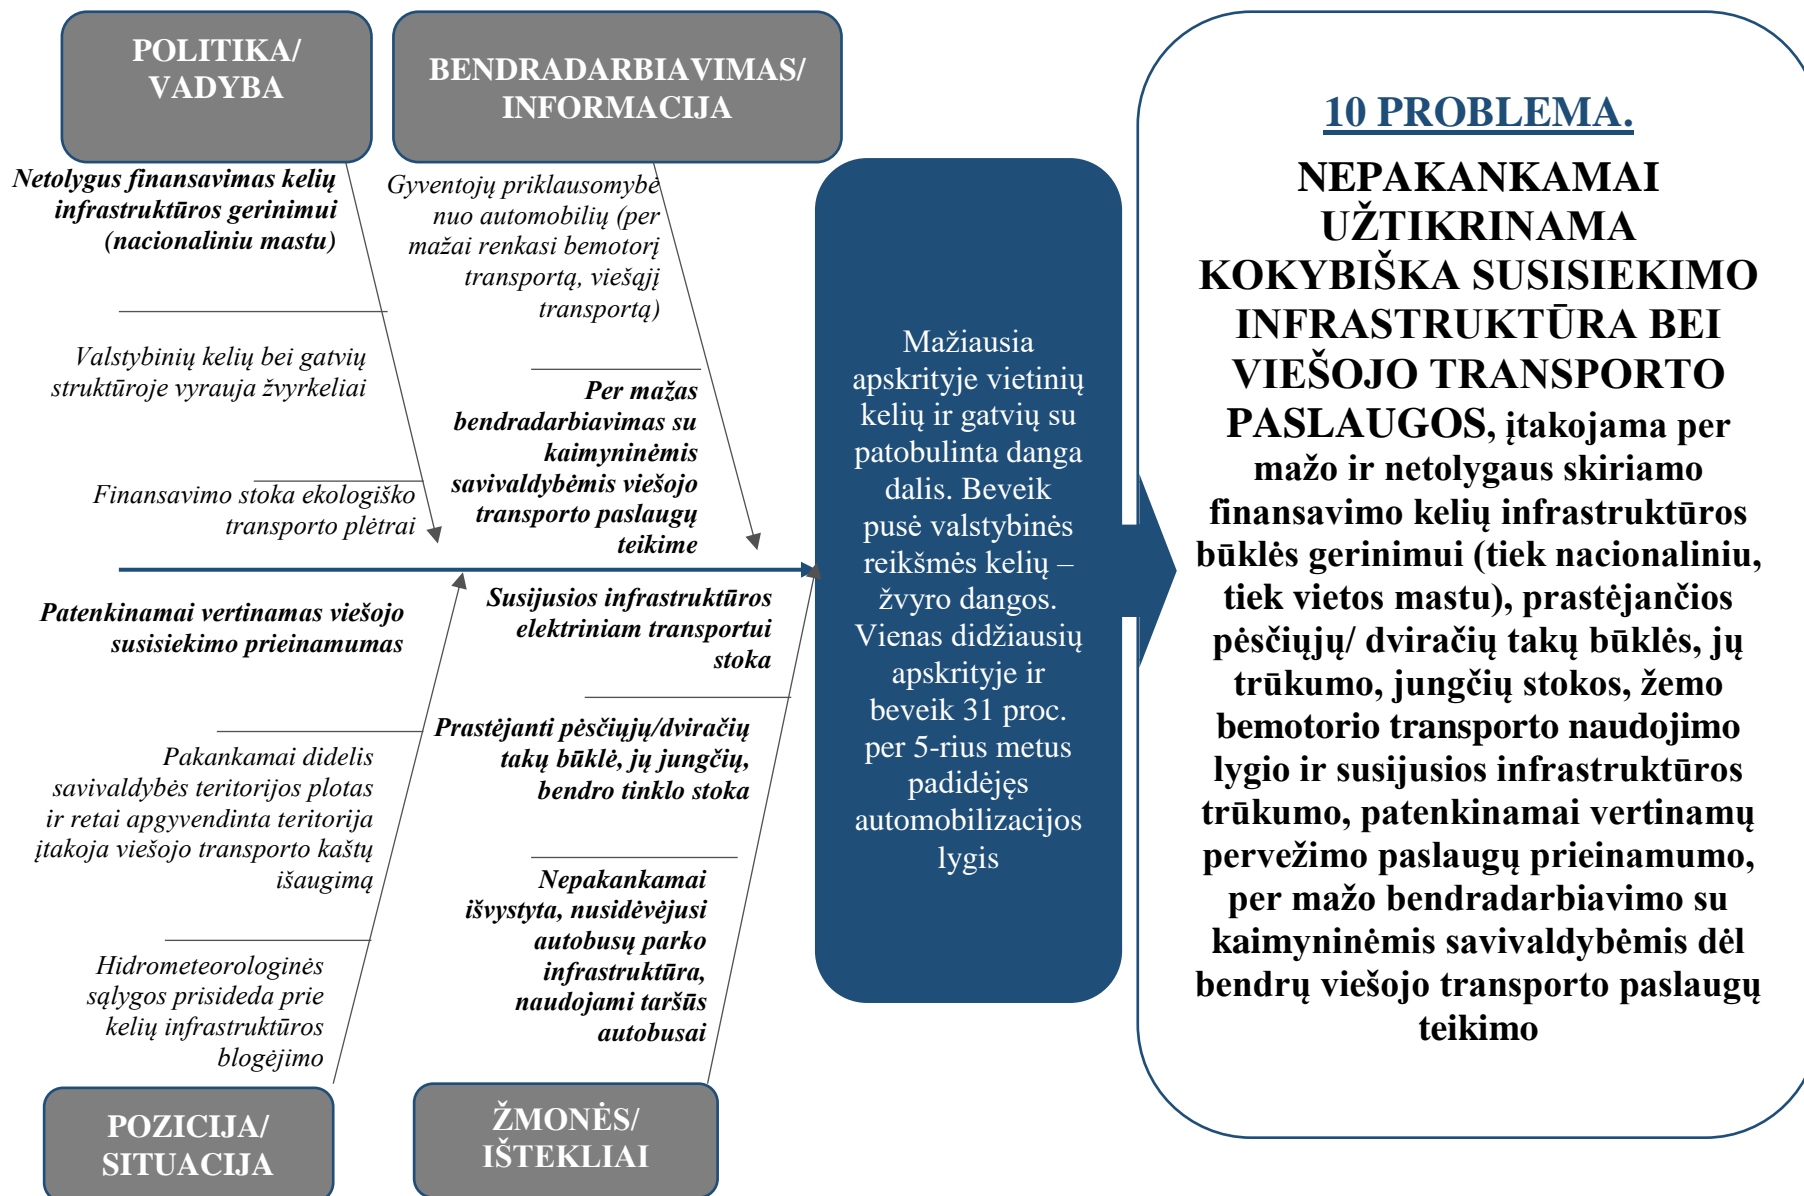 POLITIKA/
VADYBA
BENDRADARBIAVIMAS/
INFORMACIJA
Netolygus finansavimas kelių
infrastruktūros gerinimui
(nacionaliniu mastu)
Valstybinių kelių bei gatvių
struktūroje vyrauja žvyrkeliai
Finansavimo stoka ekologiško
transporto plėtrai
Gyventojų priklausomybė
nuo automobilių (per
mažai renkasi bemotorį
transportą, viešąjį
transportą)
Per mažas
bendradarbiavimas su
kaimyninėmis
savivaldybėmis viešojo
transporto paslaugų
teikime
Patenkinamai vertinamas viešojo
susisiekimo prieinamumas
Pakankamai didelis
savivaldybės teritorijos plotas
ir retai apgyvendinta teritorija
įtakoja viešojo transporto kaštų
išaugimą
Hidrometeorologinės
sąlygos prisideda prie
kelių infrastruktūros
blogėjimo
Susijusios infrastruktūros
elektriniam transportui
stoka
Prastėjanti pėsčiųjų/dviračių
takų būklė, jų jungčių,
bendro tinklo stoka
Nepakankamai
išvystyta, nusidėvėjusi
autobusų parko
infrastruktūra,
naudojami taršūs
autobusai
POZICIJA/
SITUACIJA
ŽMONĖS/
IŠTEKLIAI
Mažiausia
apskrityje vietinių
kelių ir gatvių su
patobulinta danga
dalis. Beveik
pusė valstybinės
reikšmės kelių –
žvyro dangos.
Vienas didžiausių
apskrityje ir
beveik 31 proc.
per 5-rius metus
padidėjęs
automobilizacijos
lygis
10 PROBLEMA.
NEPAKANKAMAI
UŽTIKRINAMA
KOKYBIŠKA SUSISIEKIMO
INFRASTRUKTŪRA BEI
VIEŠOJO TRANSPORTO
PASLAUGOS, įtakojama per
mažo ir netolygaus skiriamo
finansavimo kelių infrastruktūros
būklės gerinimui (tiek nacionaliniu,
tiek vietos mastu), prastėjančios
pėsčiųjų/ dviračių takų būklės, jų
trūkumo, jungčių stokos, žemo
bemotorio transporto naudojimo
lygio ir susijusios infrastruktūros
trūkumo, patenkinamai vertinamų
pervežimo paslaugų prieinamumo,
per mažo bendradarbiavimo su
kaimyninėmis savivaldybėmis dėl
bendrų viešojo transporto paslaugų
teikimo